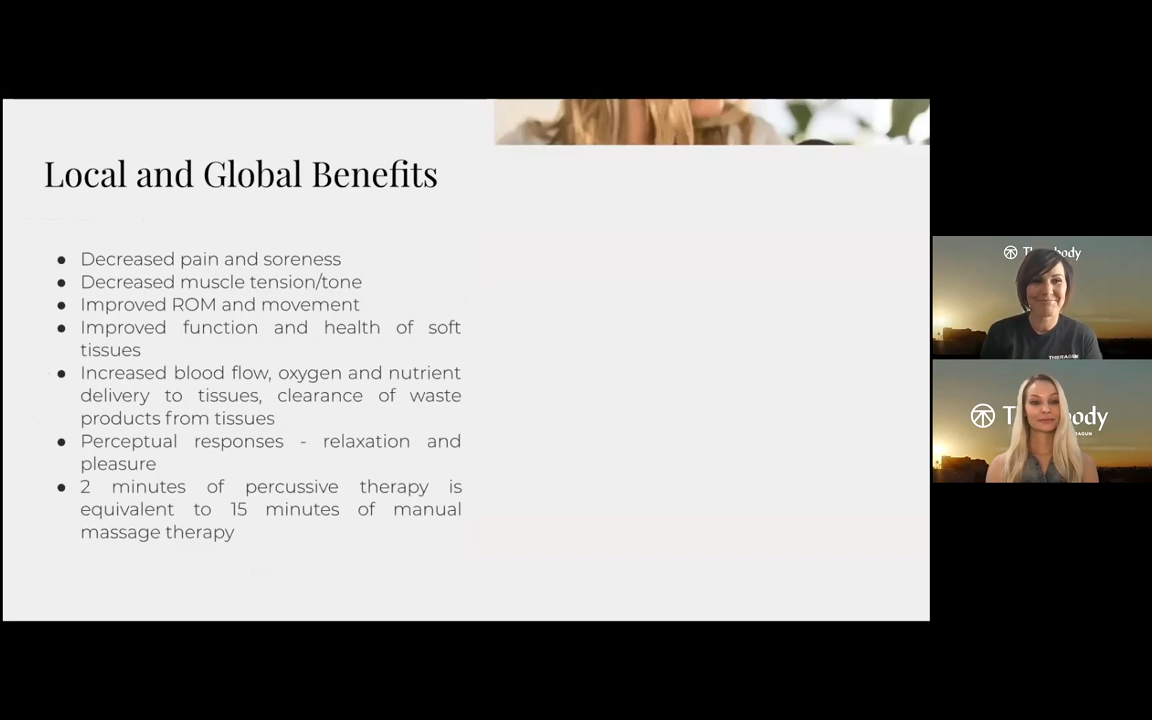 Local and Global Benefits
● Decreased pain and soreness
● Decreased muscle tension/tone
● Improved ROM and movement
● Improved function and health of soft
tissues
● Increased blood flow, oxygen and nutrient
delivery to tissues, clearance of waste
products from tissues
● Perceptual responses - relaxation and
pleasure
● 2 minutes of percussive therapy is
equivalent to 15 minutes of manual
massage therapy
THERAGUN